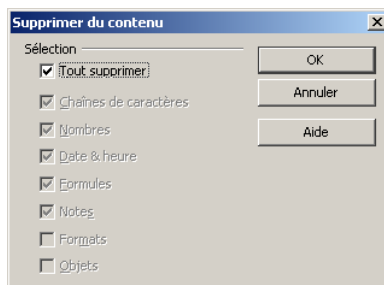 Supprimer du contenu
Sélection
Tout supprimer
OK
Chaînes de caractères
Annuler
Nombres
Aide
Date & heure
Formules
Notes
Formats
Objets